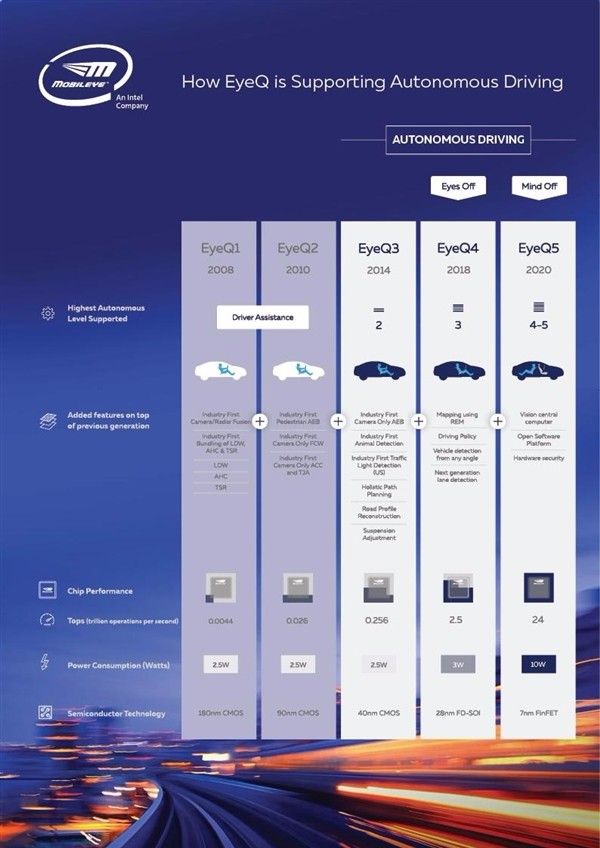 MOBILEYE
An Intel
Company
How EyeQ is Supporting Autonomous Driving
AUTONOMOUS DRIVING
Eyes Off
Mind Off
EyeQ1
2008
EyeQ2
2010
EyeQ3
2014
EyeQ4
2018
EyeQ5
2020
Highest Autonomous
Level Supported
Driver Assistance
2
3
4-5
Added features on top
of previous generation
Industry First
Camera/Radar Fusion
Industry First
Bundling of LDW,
AHC & TSR
LDW
AHC
TSR
+
Industry First
Pedestrian AEB
Industry First
Camera Only FCW
Industry First
Camera Only ACC
and TJA
+
Industry First
Camera Only AEB
Industry First
Animal Detection
Industry First Traffic
Light Detection
(US)
Holistic Path
Planning
Road Profile
Reconstruction
Suspension
Adjustment
+
Mapping using
REM
Driving Policy
Vehicle detection
from any angle
Next generation
lane detection
+
Vision central
computer
Open Software
Platform
Hardware security
Chip Performance
Tops (trillion operations per second)
0.0044
0.026
0.256
2.5
24
Power Consumption (Watts)
2.5W
2.5W
2.5W
3W
10W
Semiconductor Technology
180nm CMOS
90nm CMOS
40nm CMOS
28nm FD-SOI
7nm FinFET